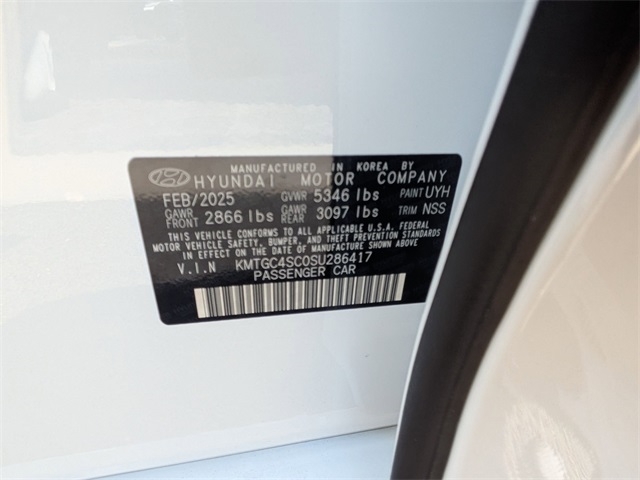 MANUFACTURED IN KOREA BY
HYUNDAI MOTOR COMPANY
FEB/2025 GVWR 5346 lbs PAINT UYH
GAWR FRONT 2866 lbs GAWR REAR 3097 lbs TRIM NSS
THIS VEHICLE CONFORMS TO ALL APPLICABLE U.S.A. FEDERAL
MOTOR VEHICLE SAFETY, BUMPER, AND THEFT PREVENTION STANDARDS
IN EFFECT ON THE DATE OF MANUFACTURE SHOWN ABOVE.
V.I.N KMTGC4SC0SU286417
PASSENGER CAR